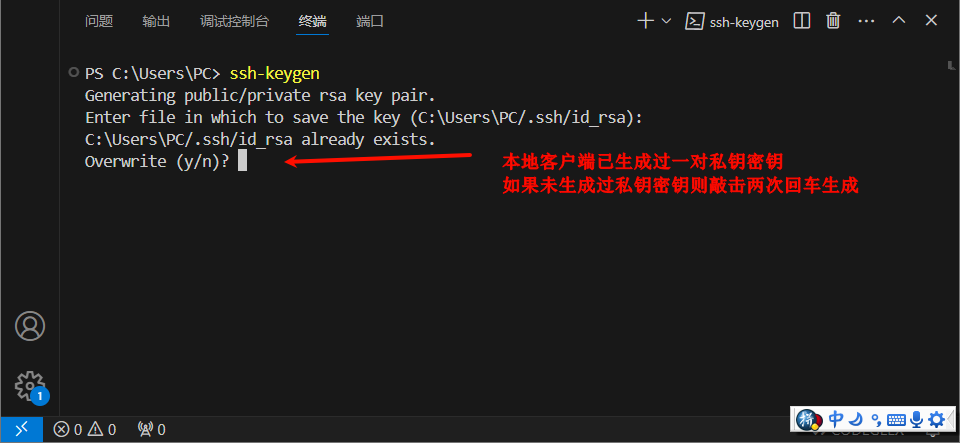 问题 输出 调试控制台 终端 端口 ssh-keygen
PS C:\Users\PC> ssh-keygen
Generating public/private rsa key pair.
Enter file in which to save the key (C:\Users\PC/.ssh/id_rsa):
C:\Users\PC/.ssh/id_rsa already exists.
Overwrite (y/n)?
本地客户端已生成过一对私钥密钥
如果未生成过私钥密钥则敲击两次回车生成
1
0 0 0
中